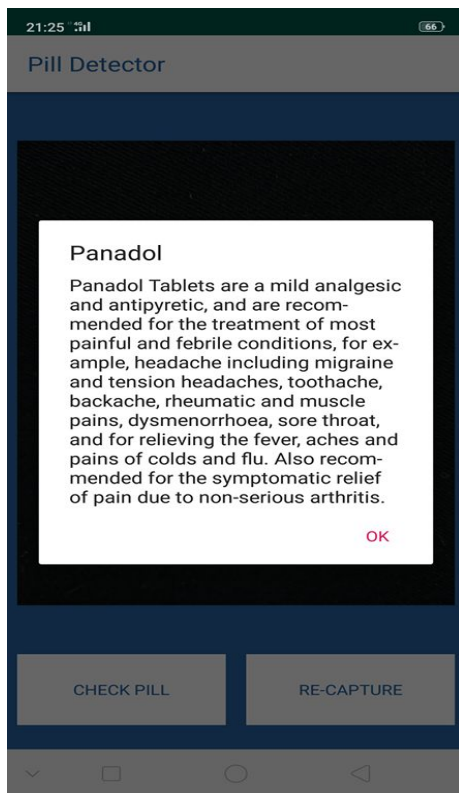 21:25 4G
66
Pill Detector
Panadol
Panadol Tablets are a mild analgesic
and antipyretic, and are recom-
mended for the treatment of most
painful and febrile conditions, for ex-
ample, headache including migraine
and tension headaches, toothache,
backache, rheumatic and muscle
pains, dysmenorrhoea, sore throat,
and for relieving the fever, aches and
pains of colds and flu. Also recom-
mended for the symptomatic relief
of pain due to non-serious arthritis.
OK
CHECK PILL
RE-CAPTURE